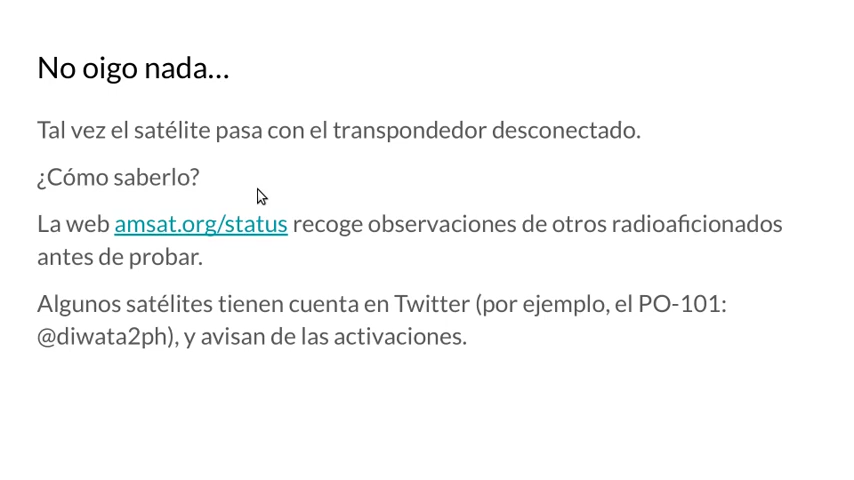 No oigo nada...
Tal vez el satélite pasa con el transpondedor desconectado.
¿Cómo saberlo?
La web amsat.org/status recoge observaciones de otros radioaficionados
antes de probar.
Algunos satélites tienen cuenta en Twitter (por ejemplo, el PO-101:
@diwata2ph), y avisan de las activaciones.